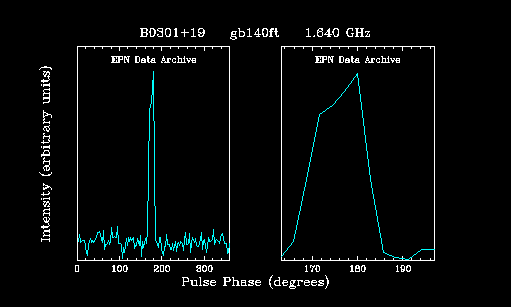 B0301+19 gb140ft 1.640 GHz
EPN Data Archive EPN Data Archive
Intensity (arbitrary units)
0 100 200 300 170 180 190
Pulse Phase (degrees)